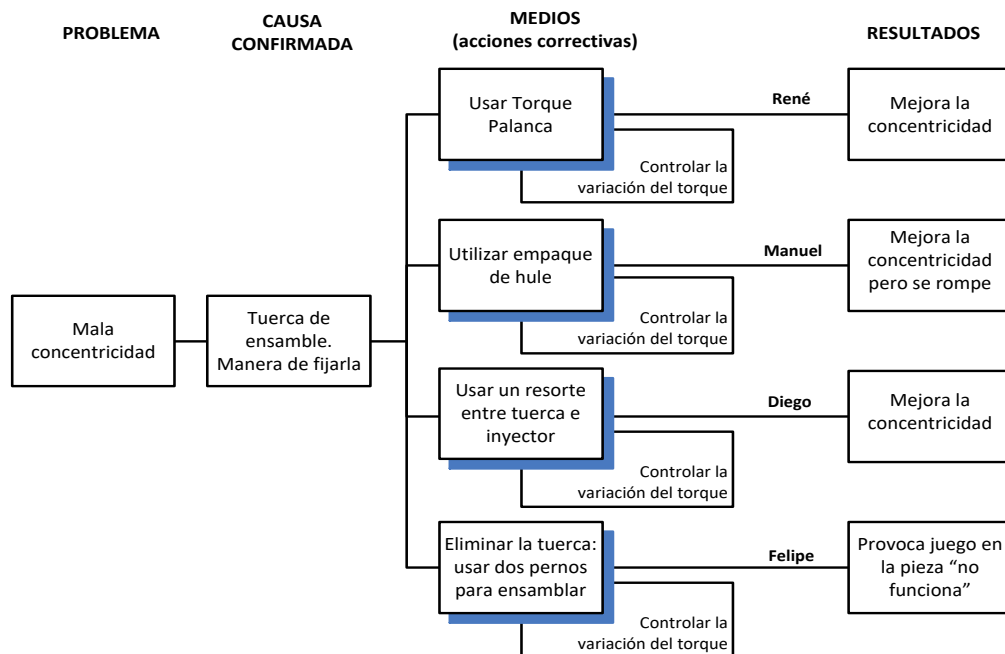 PROBLEMA
CAUSA
CONFIRMADA
MEDIOS
(acciones correctivas)
RESULTADOS
Mala
concentricidad
Tuerca de
ensamble.
Manera de fijarla
Usar Torque
Palanca
Controlar la
variación del torque
René
Mejora la
concentricidad
Utilizar empaque
de hule
Controlar la
variación del torque
Manuel
Mejora la
concentricidad
pero se rompe
Usar un resorte
entre tuerca e
inyector
Controlar la
variación del torque
Diego
Mejora la
concentricidad
Eliminar la tuerca:
usar dos pernos
para ensamblar
Controlar la
variación del torque
Felipe
Provoca juego en
la pieza “no
funciona”